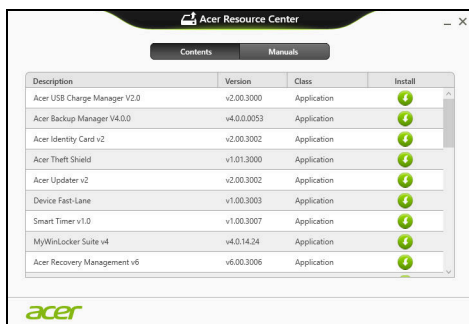 Acer Resource Center
Contents Manuals
Description Version Class Install
Acer USB Charge Manager V2.0 v2.00.3000 Application
Acer Backup Manager V4.0.0 v4.0.0.0053 Application
Acer Identity Card v2 v2.00.3002 Application
Acer Theft Shield v1.01.3000 Application
Acer Updater v2 v2.00.3002 Application
Device Fast-Lane v1.00.3003 Application
Smart Timer v1.0 v1.00.3007 Application
MyWinLocker Suite v4 v4.0.14.24 Application
Acer Recovery Management v6 v6.00.3006 Application
acer